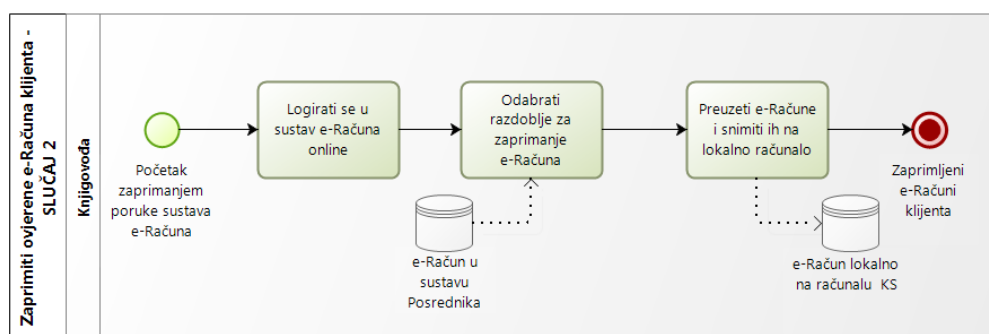 Zaprimiti ovjerene e-Računa klijenta -
SLUČAJ 2
Knjigovođa
Početak
zaprimanjem
poruke sustava
e-Računa
Logirati se u
sustav e-Računa
online
Odabrati
razdoblje za
zaprimanje
e-Računa
e-Račun u
sustavu
Posrednika
Preuzeti e-Račune
i snimiti ih na
lokalno računalo
e-Račun lokalno
na računalu KS
Zaprimljeni
e-Računi
klijenta